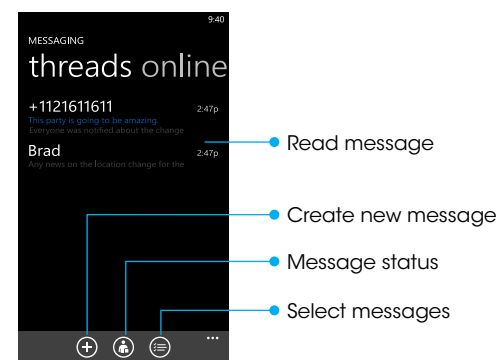 9:40
MESSAGING
threads online
+1121611611 2:47p
This party is going to be amazing.
Everyone was notified about the change
Read message
Brad 2:47p
Any news on the location change for the
Create new message
Message status
Select messages